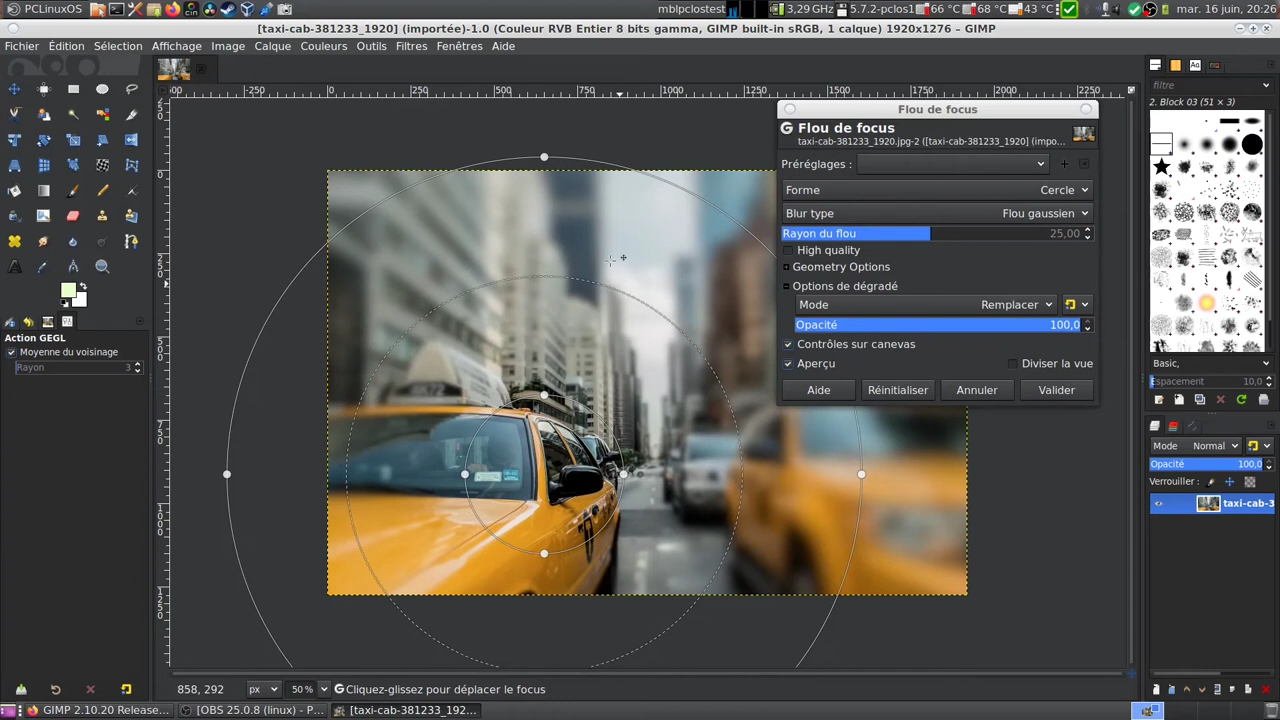 PCLinuxOS
mblpclostest
3,29 GHz
5.7.2-pclos1
66 °C
68 °C
43 °C
mar. 16 juin, 20:26
[taxi-cab-381233_1920] (importée)-1.0 (Couleur RVB Entier 8 bits gamma, GIMP built-in sRGB, 1 calque) 1920x1276 – GIMP
Fichier Édition Sélection Affichage Image Calque Couleurs Outils Filtres Fenêtres Aide
filtre
2. Block 03 (51 × 3)
Flou de focus
Flou de focus
taxi-cab-381233_1920.jpg-2 ([taxi-cab-381233_1920] (impo...
Préréglages :
Forme Cercle
Blur type Flou gaussien
Rayon du flou 25,00
High quality
Geometry Options
Options de dégradé
Mode Remplacer
Opacité 100,0
Contrôles sur canevas
Aperçu Diviser la vue
Aide Réinitialiser Annuler Valider
Action GEGL
Moyenne du voisinage
Rayon 3
Basic,
Espacement 10,0
Mode Normal
Opacité 100,0
Verrouiller :
taxi-cab-3
858, 292 px 50 % Cliquez-glissez pour déplacer le focus
GIMP 2.10.20 Release...
[OBS 25.0.8 (linux) - P...
[taxi-cab-381233_192...